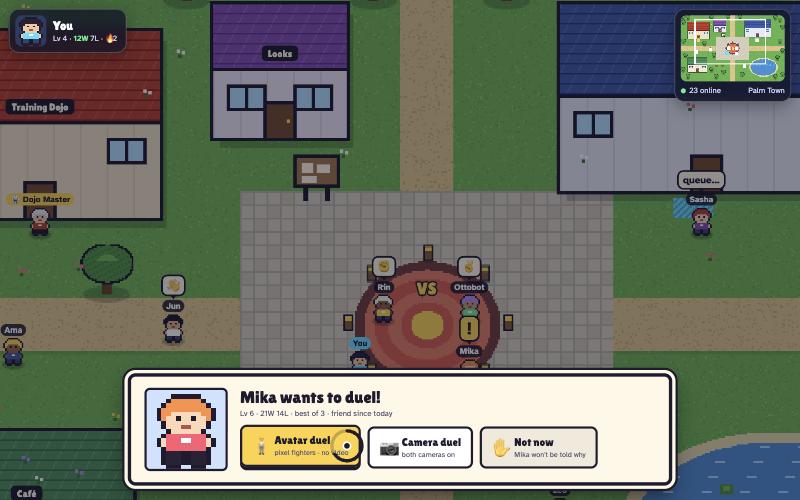 You
Lv 4 · 12W 7L · 🔥2
Looks
Training Dojo
23 online
Palm Town
queue...
Sasha
Dojo Master
Rin
VS
Ottobot
Jun
!
Ama
You
Mika
Mika wants to duel!
Lv 6 · 21W 14L · best of 3 · friend since today
Avatar duel
pixel fighters · no video
Camera duel
both cameras on
Not now
Mika won't be told why
Café